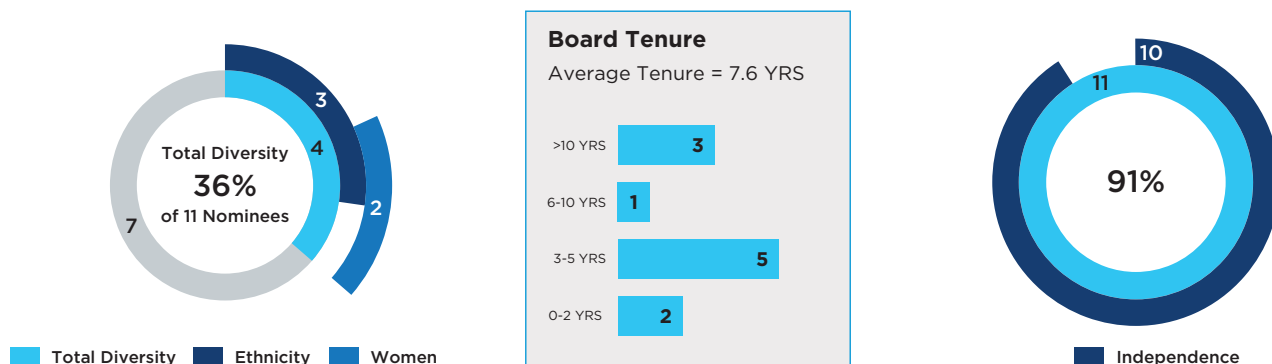 3
4
Total Diversity
36%
of 11 Nominees
7
2
Total Diversity
Ethnicity
Women
Board Tenure
Average Tenure = 7.6 YRS
>10 YRS
3
6-10 YRS
1
3-5 YRS
5
0-2 YRS
2
10
11
91%
Independence